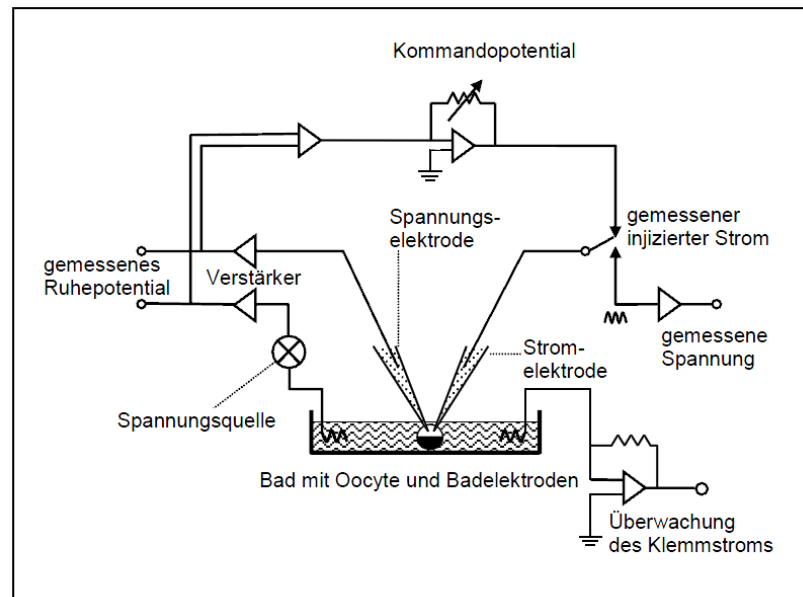 Kommandopotential
Spannungs-
elektrode
gemessener
injizierter Strom
gemessenes
Ruhepotential
Verstärker
gemessene
Spannung
Strom-
elektrode
Spannungsquelle
Bad mit Oocyte und Badelektroden
Überwachung
des Klemmstroms